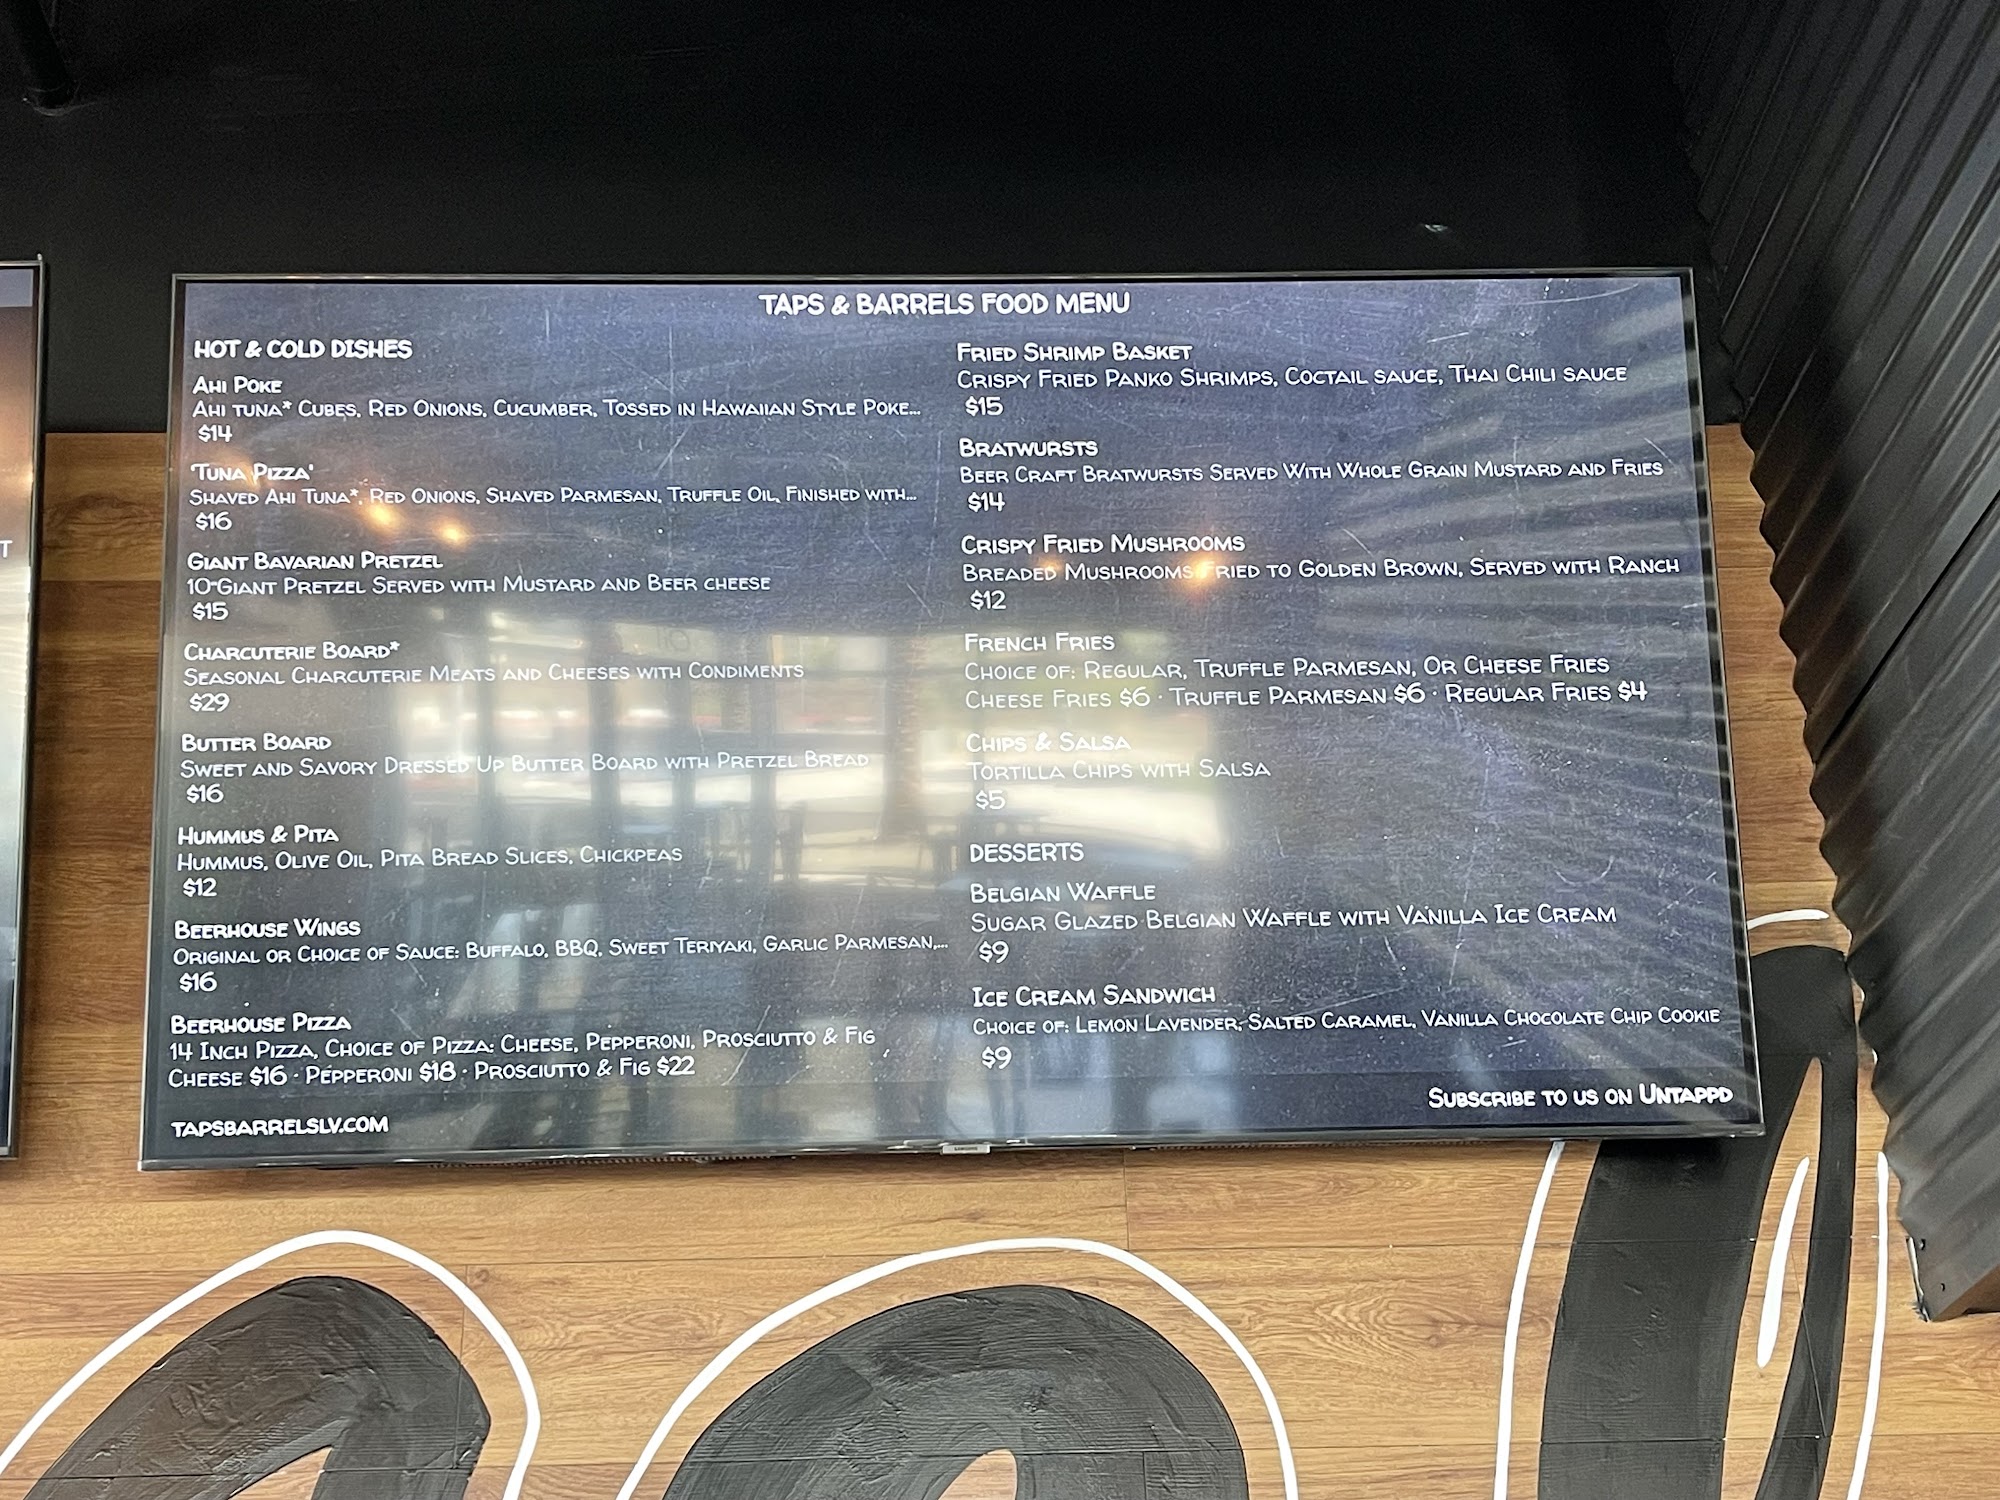 TAPS & BARRELS FOOD MENU
HOT & COLD DISHES
AHI POKE
AHI TUNA* CUBES, RED ONIONS, CUCUMBER, TOSSED IN HAWAIIAN STYLE POKE...
$14
'TUNA PIZZA'
SHAVED AHI TUNA*, RED ONIONS, SHAVED PARMESAN, TRUFFLE OIL, FINISHED WITH...
$16
GIANT BAVARIAN PRETZEL
10"GIANT PRETZEL SERVED WITH MUSTARD AND BEER CHEESE
$15
CHARCUTERIE BOARD*
SEASONAL CHARCUTERIE MEATS AND CHEESES WITH CONDIMENTS
$29
BUTTER BOARD
SWEET AND SAVORY DRESSED UP BUTTER BOARD WITH PRETZEL BREAD
$16
HUMMUS & PITA
HUMMUS, OLIVE OIL, PITA BREAD SLICES, CHICKPEAS
$12
BEERHOUSE WINGS
ORIGINAL OR CHOICE OF SAUCE: BUFFALO, BBQ, SWEET TERIYAKI, GARLIC PARMESAN,...
$16
BEERHOUSE PIZZA
14 INCH PIZZA, CHOICE OF PIZZA: CHEESE, PEPPERONI, PROSCIUTTO & FIG
CHEESE $16 · PEPPERONI $18 · PROSCIUTTO & FIG $22
TAPSBARRELSLV.COM
FRIED SHRIMP BASKET
CRISPY FRIED PANKO SHRIMPS, COCTAIL SAUCE, THAI CHILI SAUCE
$15
BRATWURSTS
BEER CRAFT BRATWURSTS SERVED WITH WHOLE GRAIN MUSTARD AND FRIES
$14
CRISPY FRIED MUSHROOMS
BREADED MUSHROOMS FRIED TO GOLDEN BROWN, SERVED WITH RANCH
$12
FRENCH FRIES
CHOICE OF: REGULAR, TRUFFLE PARMESAN, OR CHEESE FRIES
CHEESE FRIES $6 · TRUFFLE PARMESAN $6 · REGULAR FRIES $4
CHIPS & SALSA
TORTILLA CHIPS WITH SALSA
$5
DESSERTS
BELGIAN WAFFLE
SUGAR GLAZED BELGIAN WAFFLE WITH VANILLA ICE CREAM
$9
ICE CREAM SANDWICH
CHOICE OF: LEMON LAVENDER, SALTED CARAMEL, VANILLA CHOCOLATE CHIP COOKIE
$9
SUBSCRIBE TO US ON UNTAPPD
SAMSUNG
T